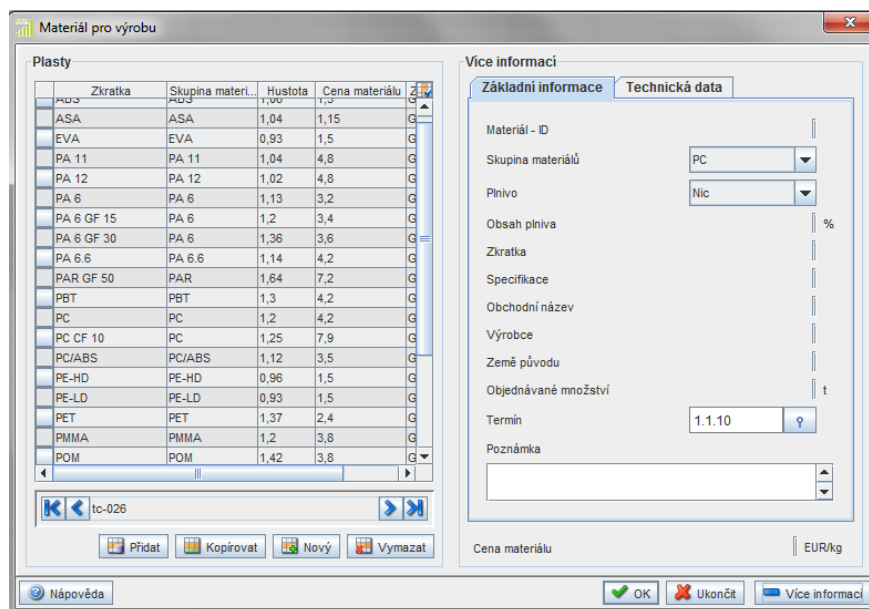 Materiál pro výrobu
Plasty
Zkratka Skupina materi... Hustota Cena materiálu Z
ABS ABS 1,06 1,5 G
ASA ASA 1,04 1,15 G
EVA EVA 0,93 1,5 G
PA 11 PA 11 1,04 4,8 G
PA 12 PA 12 1,02 4,8 G
PA 6 PA 6 1,13 3,2 G
PA 6 GF 15 PA 6 1,2 3,4 G
PA 6 GF 30 PA 6 1,36 3,6 G
PA 6.6 PA 6.6 1,14 4,2 G
PAR GF 50 PAR 1,64 7,2 G
PBT PBT 1,3 4,2 G
PC PC 1,2 4,2 G
PC CF 10 PC 1,25 7,9 G
PC/ABS PC/ABS 1,12 3,5 G
PE-HD PE-HD 0,96 1,5 G
PE-LD PE-LD 0,93 1,5 G
PET PET 1,37 2,4 G
PMMA PMMA 1,2 3,8 G
POM POM 1,42 3,8 G
tc-026
Přidat Kopírovat Nový Vymazat
Více informací
Základní informace Technická data
Materiál - ID
Skupina materiálů PC
Plnivo Nic
Obsah plniva %
Zkratka
Specifikace
Obchodní název
Výrobce
Země původu
Objednávané množství t
Termín 1.1.10
Poznámka
Cena materiálu EUR/kg
Nápověda OK Ukončit Více informací